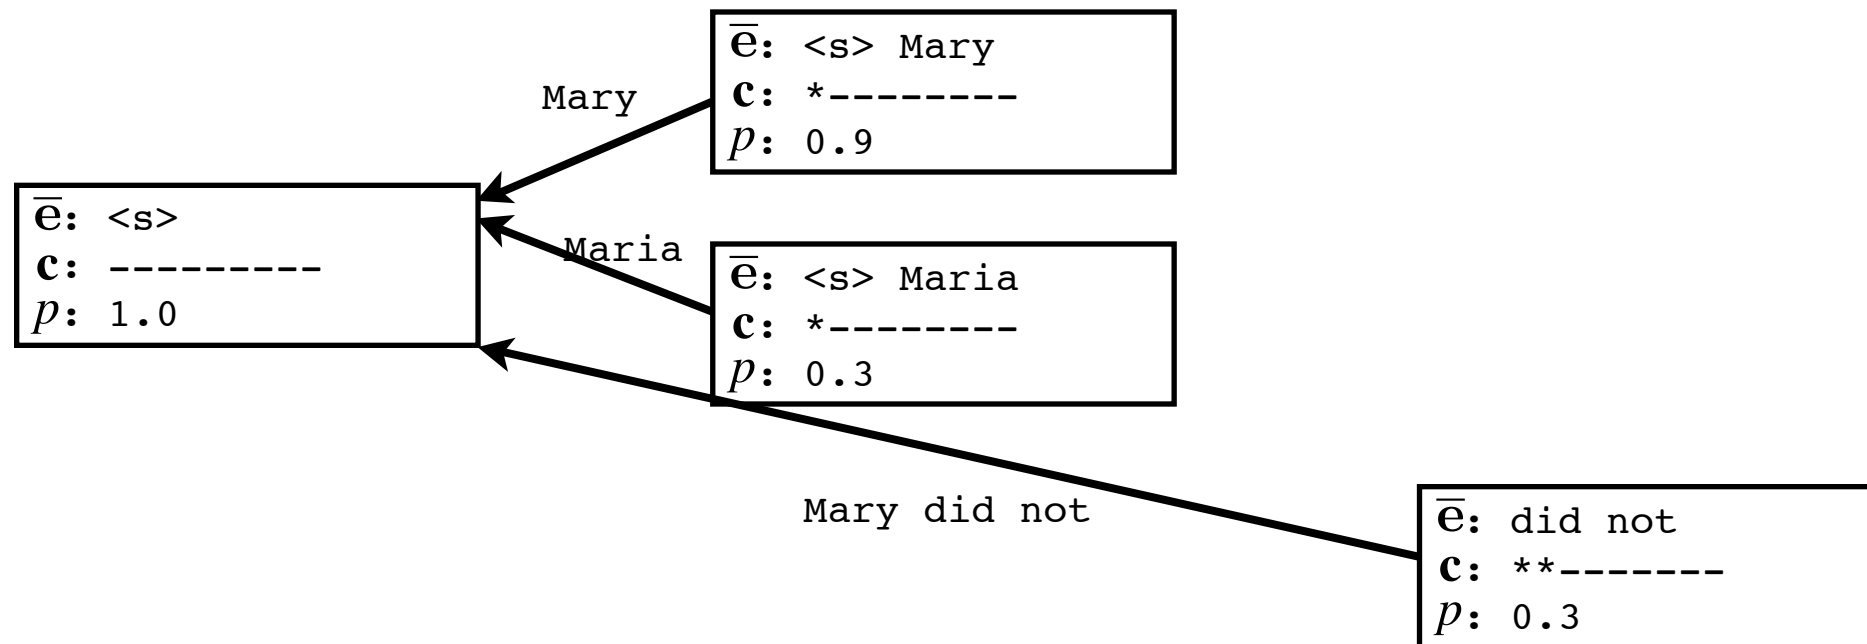 e̅: <s> Mary
c: *--------
p: 0.9
Mary
e̅: <s>
c: ---------
p: 1.0
Maria
e̅: <s> Maria
c: *--------
p: 0.3
Mary did not
e̅: did not
c: **-------
p: 0.3